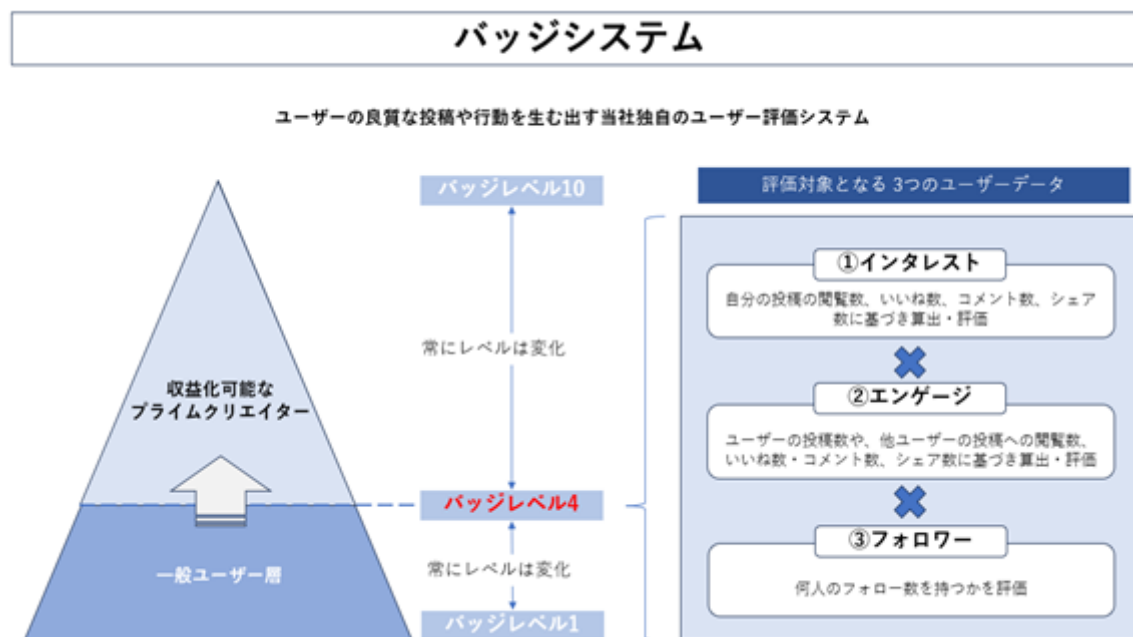 バッジシステム
ユーザーの良質な投稿や行動を生む出す当社独自のユーザー評価システム
収益化可能な
プライムクリエイター
一般ユーザー層
バッジレベル10
常にレベルは変化
バッジレベル4
常にレベルは変化
バッジレベル1
評価対象となる 3つのユーザーデータ
①インタレスト
自分の投稿の閲覧数、いいね数、コメント数、シェア
数に基づき算出・評価
②エンゲージ
ユーザーの投稿数や、他ユーザーの投稿への閲覧数、
いいね数・コメント数、シェア数に基づき算出・評価
③フォロワー
何人のフォロー数を持つかを評価